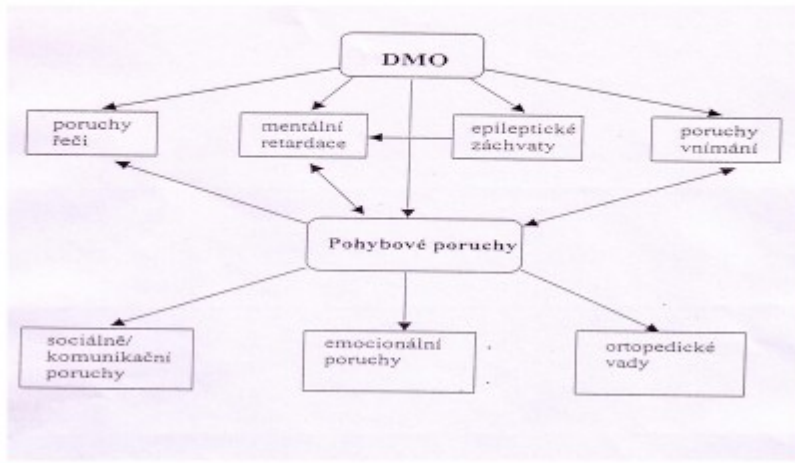 DMO
poruchy
řeči
mentální
retardace
epileptické
záchvaty
poruchy
vnímání
Pohybové poruchy
sociálně/
komunikační
poruchy
emocionální
poruchy
ortopedické
vady